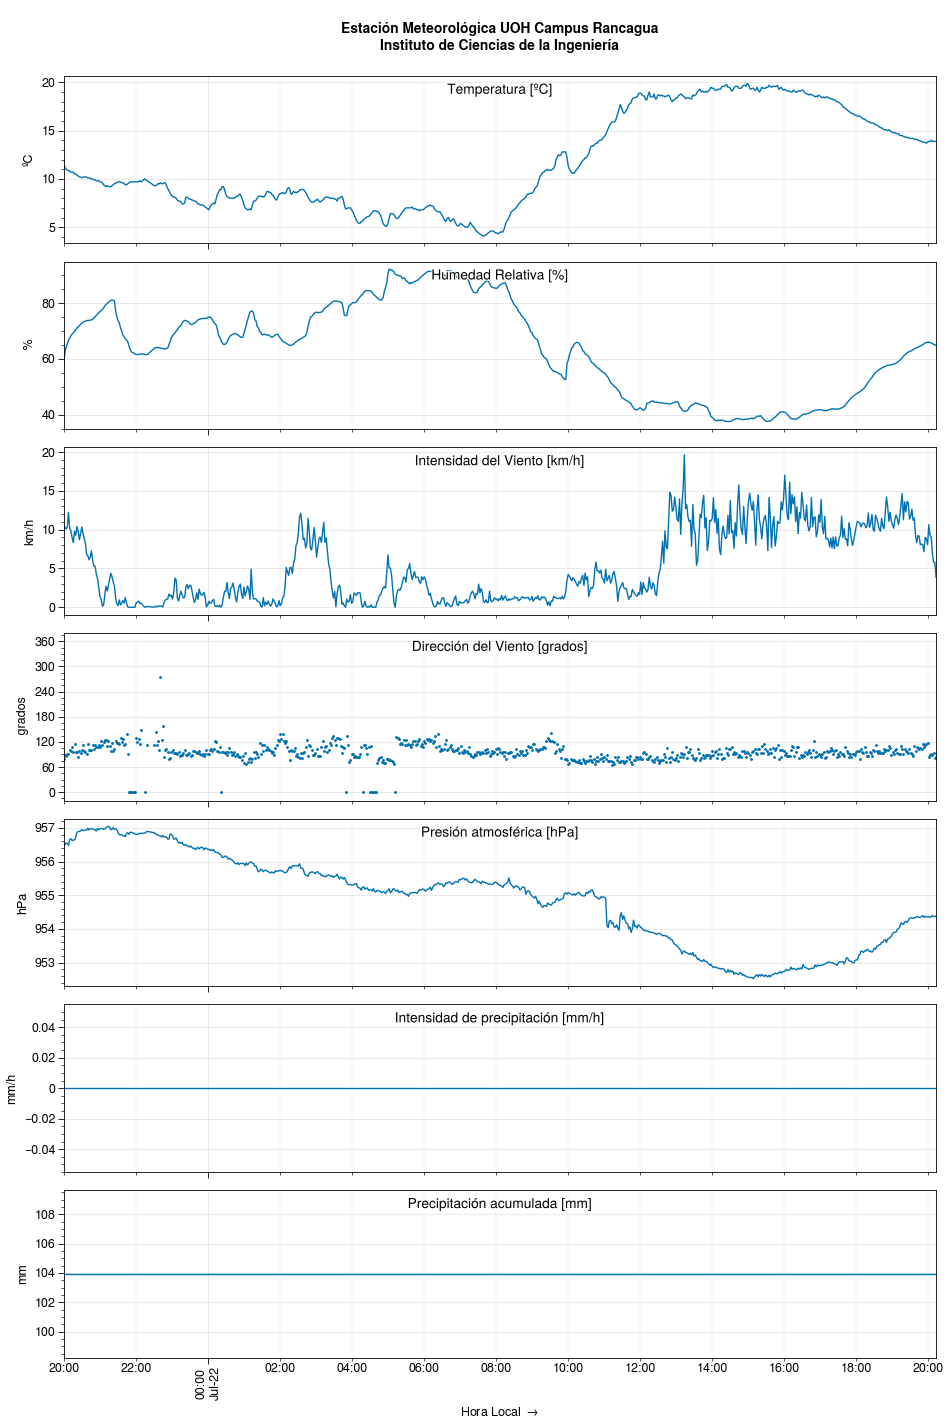 Estación Meteorológica UOH Campus Rancagua
Instituto de Ciencias de la Ingeniería
Temperatura [ºC]
20
15
10
5
ºC
Humedad Relativa [%]
80
60
40
%
Intensidad del Viento [km/h]
20
15
10
5
0
km/h
Dirección del Viento [grados]
360
300
240
180
120
60
0
grados
Presión atmosférica [hPa]
957
956
955
954
953
hPa
Intensidad de precipitación [mm/h]
0.04
0.02
0
−0.02
−0.04
mm/h
Precipitación acumulada [mm]
108
106
104
102
100
mm
20:00 22:00 00:00 02:00 04:00 06:00 08:00 10:00 12:00 14:00 16:00 18:00 20:00
Jul-22
Hora Local →